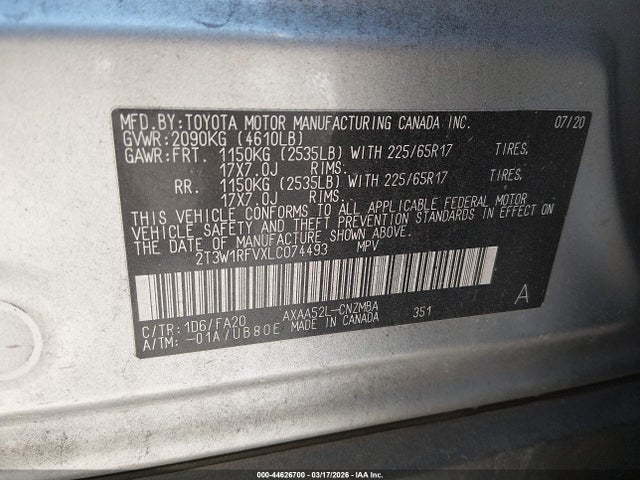 MFD.BY:TOYOTA MOTOR MANUFACTURING CANADA INC. 07/20
GVWR:2090KG (4610LB)
GAWR:FRT. 1150KG (2535LB) WITH 225/65R17 TIRES,
17X7.0J RIMS.
RR. 1150KG (2535LB) WITH 225/65R17 TIRES,
17X7.0J RIMS.
THIS VEHICLE CONFORMS TO ALL APPLICABLE FEDERAL MOTOR
VEHICLE SAFETY AND THEFT PREVENTION STANDARDS IN EFFECT ON
THE DATE OF MANUFACTURE SHOWN ABOVE.
2T3W1RFVXLC074493 MPV
A
C/TR:1D6/FA20 AXAA52L-CNZMBA 351
A/TM:-01A/UB80E MADE IN CANADA
000-44626700 - 03/17/2026 - IAA Inc.